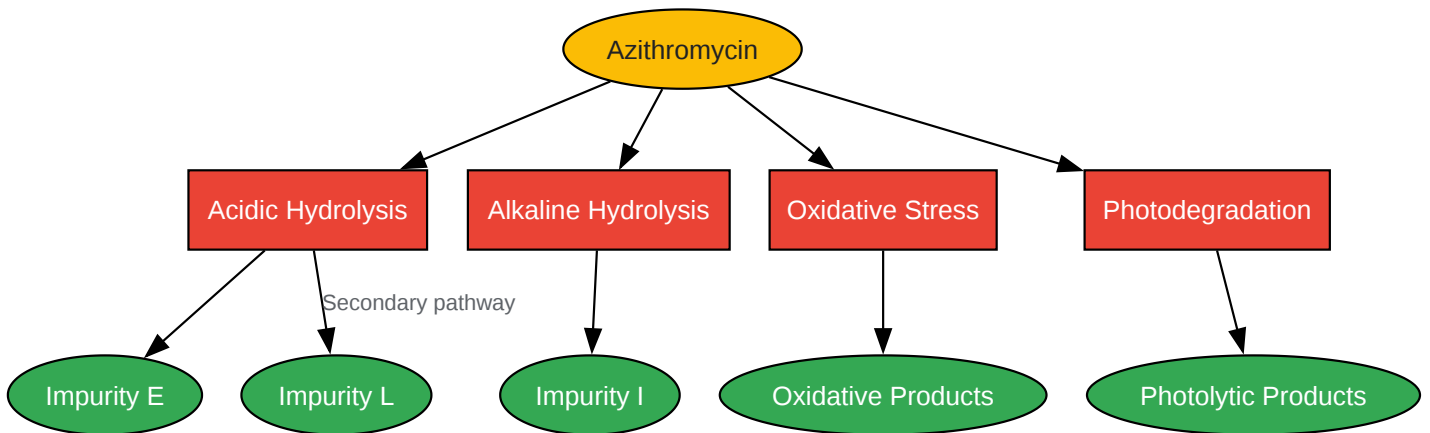 Azithromycin
Acidic Hydrolysis
Alkaline Hydrolysis
Oxidative Stress
Photodegradation
Secondary pathway
Impurity E
Impurity L
Impurity I
Oxidative Products
Photolytic Products